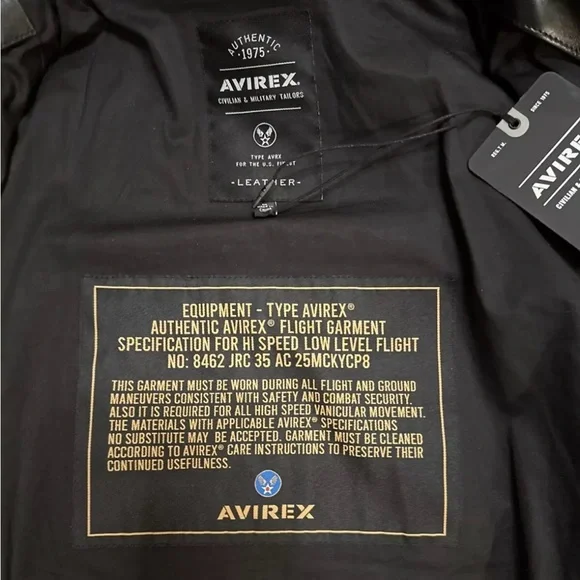 AUTHENTIC
·1975·
AVIREX®
CIVILIAN & MILITARY TAILORS
TYPE AVRX
FOR THE U.S. FINEST
-LEATHER-
SINCE 1975
REG.T.M.
AVIREX
CIVILIAN &
EQUIPMENT - TYPE AVIREX®
AUTHENTIC AVIREX® FLIGHT GARMENT
SPECIFICATION FOR HI SPEED LOW LEVEL FLIGHT
NO: 8462 JRC 35 AC 25MCKYCP8
THIS GARMENT MUST BE WORN DURING ALL FLIGHT AND GROUND
MANEUVERS CONSISTENT WITH SAFETY AND COMBAT SECURITY.
ALSO IT IS REQUIRED FOR ALL HIGH SPEED VANICULAR MOVEMENT.
THE MATERIALS WITH APPLICABLE AVIREX® SPECIFICATIONS
NO SUBSTITUTE MAY BE ACCEPTED. GARMENT MUST BE CLEANED
ACCORDING TO AVIREX® CARE INSTRUCTIONS TO PRESERVE THEIR
CONTINUED USEFULNESS.
AVIREX